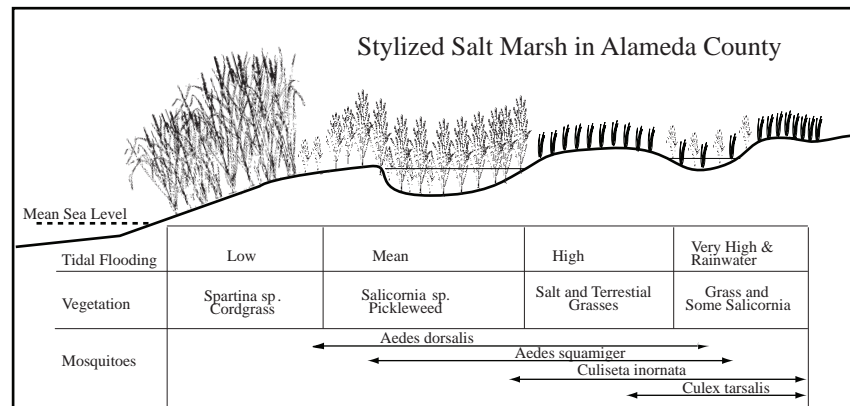 Stylized Salt Marsh in Alameda County
Mean Sea Level
Tidal Flooding
Low
Mean
High
Very High &
Rainwater
Vegetation
Spartina sp.
Cordgrass
Salicornia sp.
Pickleweed
Salt and Terrestial
Grasses
Grass and
Some Salicornia
Mosquitoes
Aedes dorsalis
Aedes squamiger
Culiseta inornata
Culex tarsalis